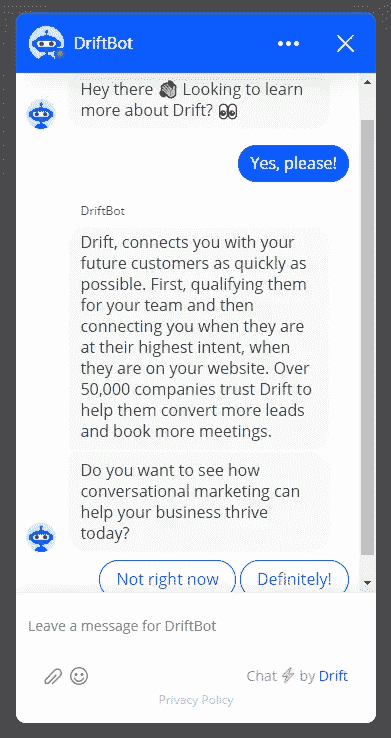 DriftBot
Hey there 👋 Looking to learn
more about Drift? 👀
Yes, please!
DriftBot
Drift, connects you with your
future customers as quickly as
possible. First, qualifying them
for your team and then
connecting you when they are
at their highest intent, when
they are on your website. Over
50,000 companies trust Drift to
help them convert more leads
and book more meetings.
Do you want to see how
conversational marketing can
help your business thrive
today?
Not right now
Definitely!
Leave a message for DriftBot
Chat ⚡ by Drift
Privacy Policy